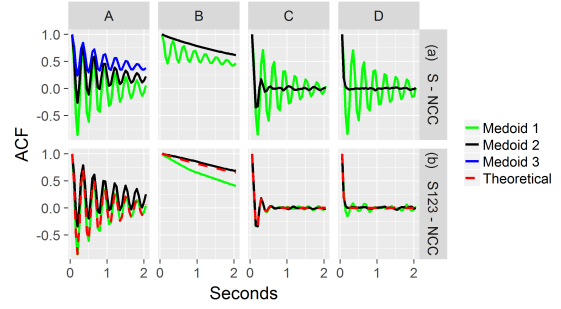 A B C D
1.0
0.5
0.0
-0.5
(a) S - NCC
1.0
0.5
0.0
-0.5
(b) S123 - NCC
0 1 2 0 1 2 0 1 2 0 1 2
ACF
Seconds
Medoid 1
Medoid 2
Medoid 3
Theoretical